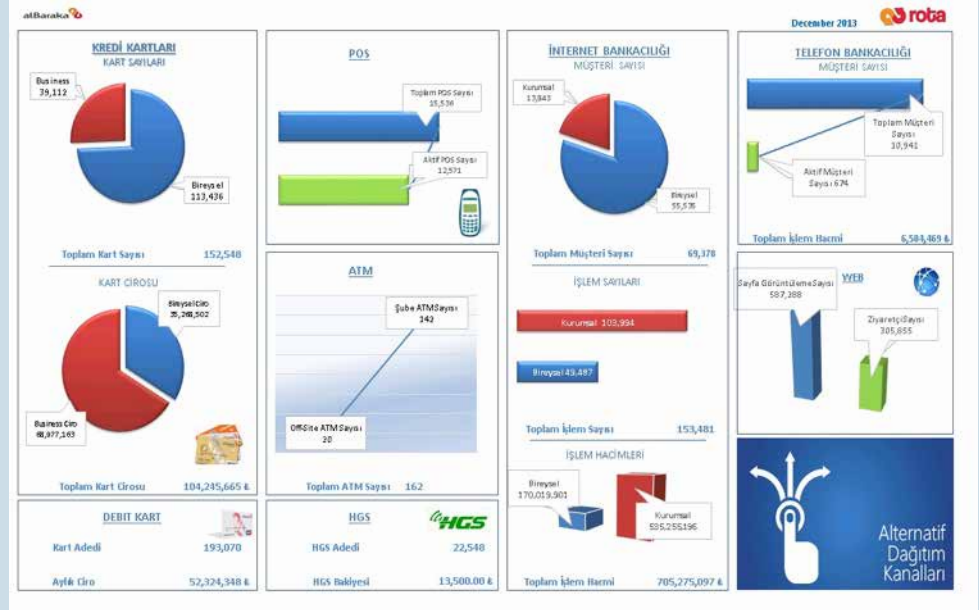 alBaraka
rota
December 2013
KREDİ KARTLARI
KART SAYILARI
Business
39,112
Bireysel
113,436
Toplam Kart Sayısı 152,548
KART CİROSU
Bireysel Ciro
35,268,502
Business Ciro
68,977,163
Toplam Kart Cirosu 104,245,665 ₺
DEBIT KART
Kart Adedi 193,070
Aylık Ciro 52,324,348 ₺
POS
Toplam POS Sayısı
15,536
Aktif POS Sayısı
12,571
ATM
Şube ATM Sayısı
142
Off-Site ATM Sayısı
20
Toplam ATM Sayısı 162
HGS
HGS
HGS Adedi 22,548
HGS Bakiyesi 13,500.00 ₺
İNTERNET BANKACILIĞI
MÜŞTERİ SAYISI
Kurumsal
13,843
Bireysel
55,535
Toplam Müşteri Sayısı 69,378
İŞLEM SAYILARI
Kurumsal 103,994
Bireysel 49,487
Toplam İşlem Sayısı 153,481
İŞLEM HACİMLERİ
Bireysel
170,019,901
Kurumsal
535,255,196
Toplam İşlem Hacmi 705,275,097 ₺
TELEFON BANKACILIĞI
MÜŞTERİ SAYISI
Toplam Müşteri
Sayısı
10,941
Aktif Müşteri
Sayısı 674
Toplam İşlem Hacmi 6,584,469 ₺
WEB
Sayfa Görüntüleme Sayısı
587,288
Ziyaretçi Sayısı
305,855
Alternatif
Dağıtım
Kanalları